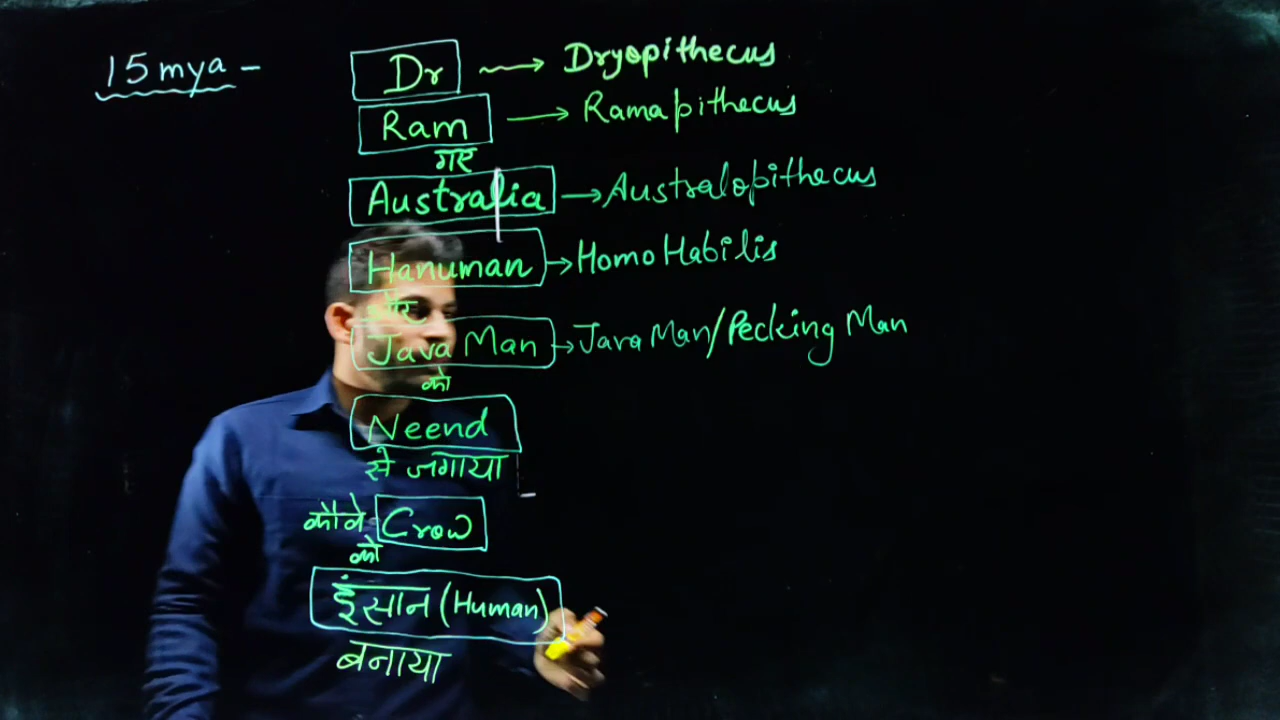 15 mya - Dr → Dryopithecus
Ram → Ramapithecus
गए
Australia → Australopithecus
Hanuman → Homo Habilis
और
Java Man → Java Man/Pecking Man
को
Neend
से जगाया
कौवे Crow
को
इंसान (Human)
बनाया